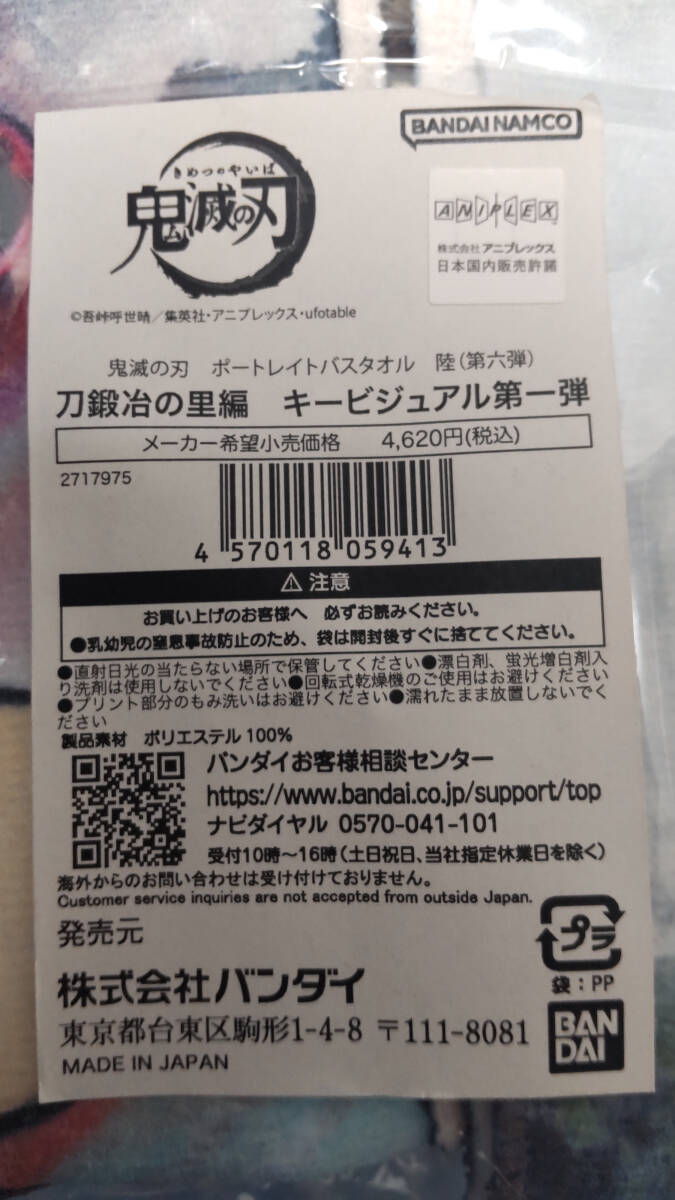 BANDAI NAMCO
きめつのやいば
鬼滅の刃
ANIPLEX
株式会社アニプレックス
日本国内販売許諾
©吾峠呼世晴／集英社・アニプレックス・ufotable
鬼滅の刃　ポートレイトバスタオル　陸（第六弾）
刀鍛冶の里編　キービジュアル第一弾
メーカー希望小売価格　4,620円(税込)
2717975
4 570118 059413
⚠ 注意
お買い上げのお客様へ　必ずお読みください。
●乳幼児の窒息事故防止のため、袋は開封後すぐに捨ててください。
●直射日光の当たらない場所で保管してください●漂白剤、蛍光増白剤入
り洗剤は使用しないでください●回転式乾燥機のご使用はお避けください
●プリント部分のもみ洗いはお避けください●濡れたまま放置しないでく
ださい
製品素材　ポリエステル100%
バンダイお客様相談センター
https://www.bandai.co.jp/support/top
ナビダイヤル 0570-041-101
受付10時～16時（土日祝日、当社指定休業日を除く）
海外からのお問い合わせは受け付けておりません。
Customer service inquiries are not accepted from outside Japan.
発売元
プラ
袋：PP
株式会社バンダイ
東京都台東区駒形1-4-8 〒111-8081
BAN
DAI
MADE IN JAPAN